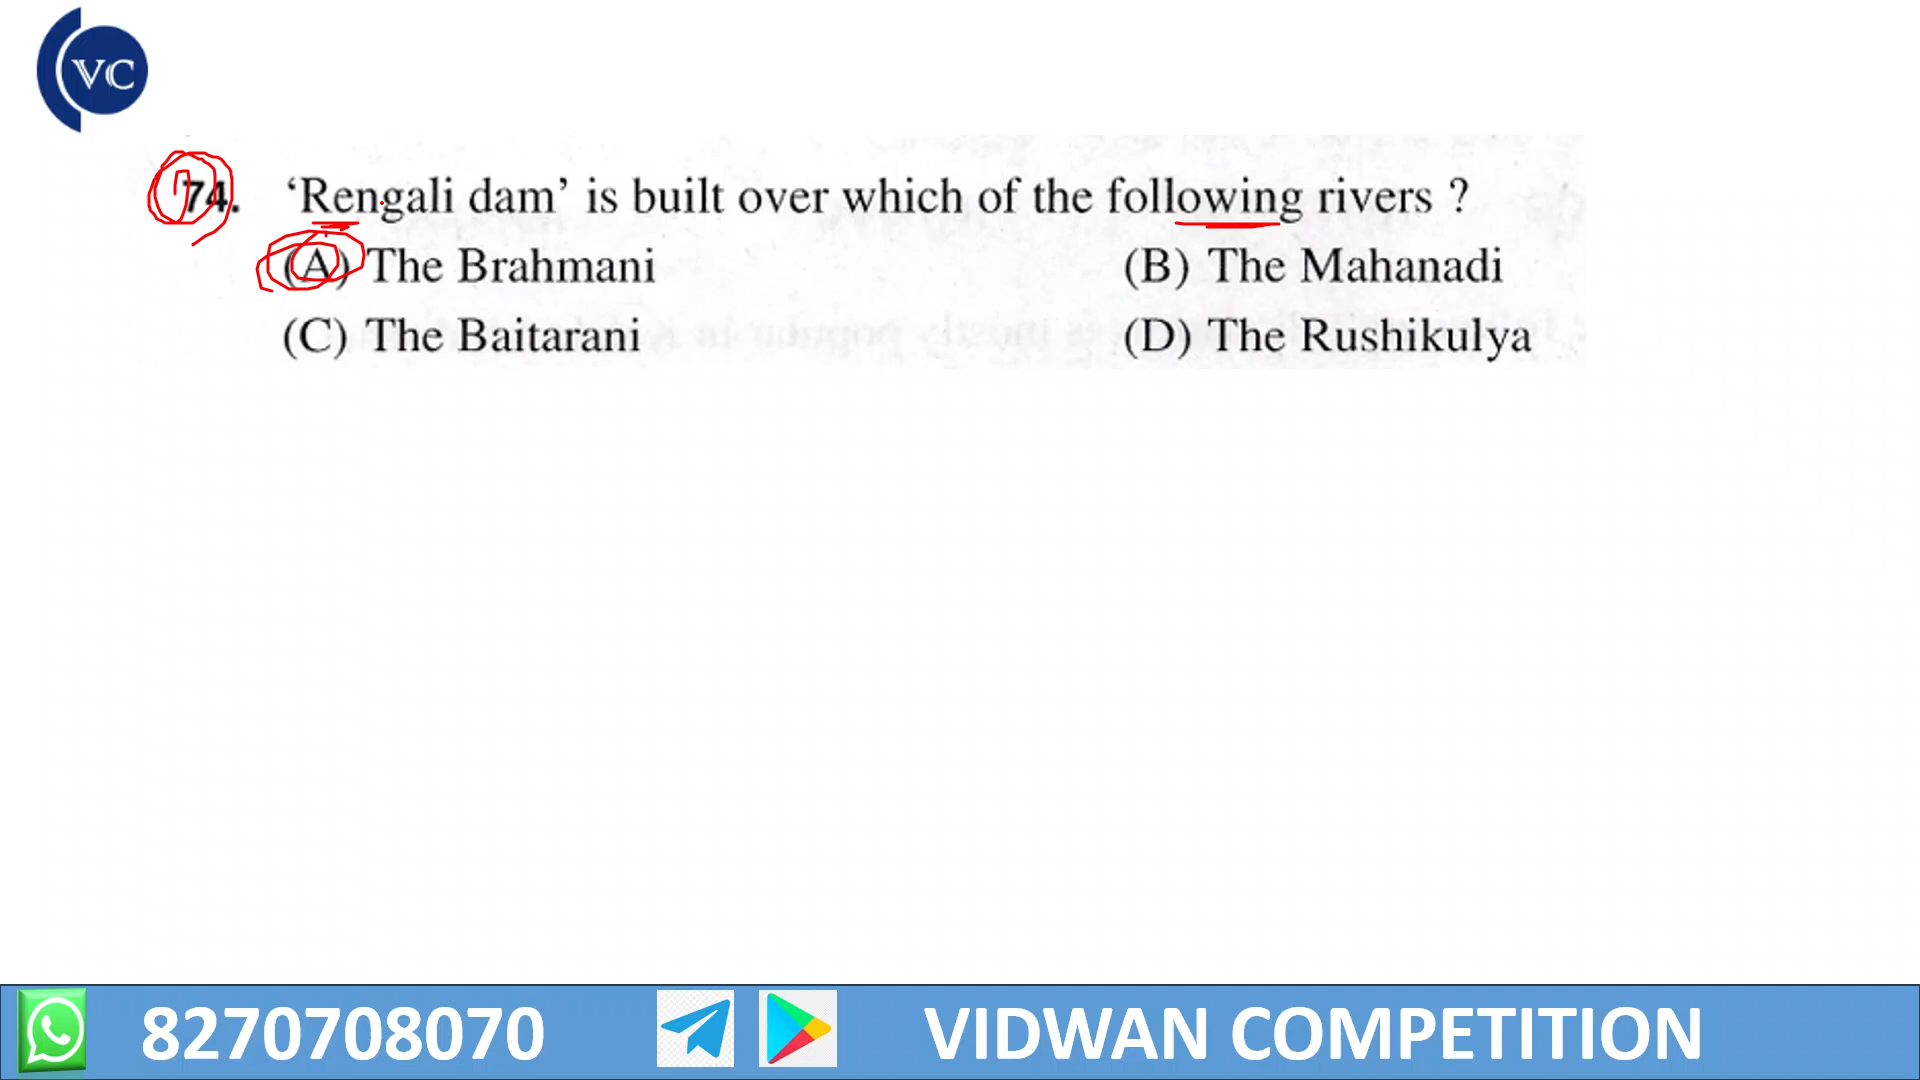 VC
74. ‘Rengali dam’ is built over which of the following rivers ?
(A) The Brahmani (B) The Mahanadi
(C) The Baitarani (D) The Rushikulya
8270708070 VIDWAN COMPETITION